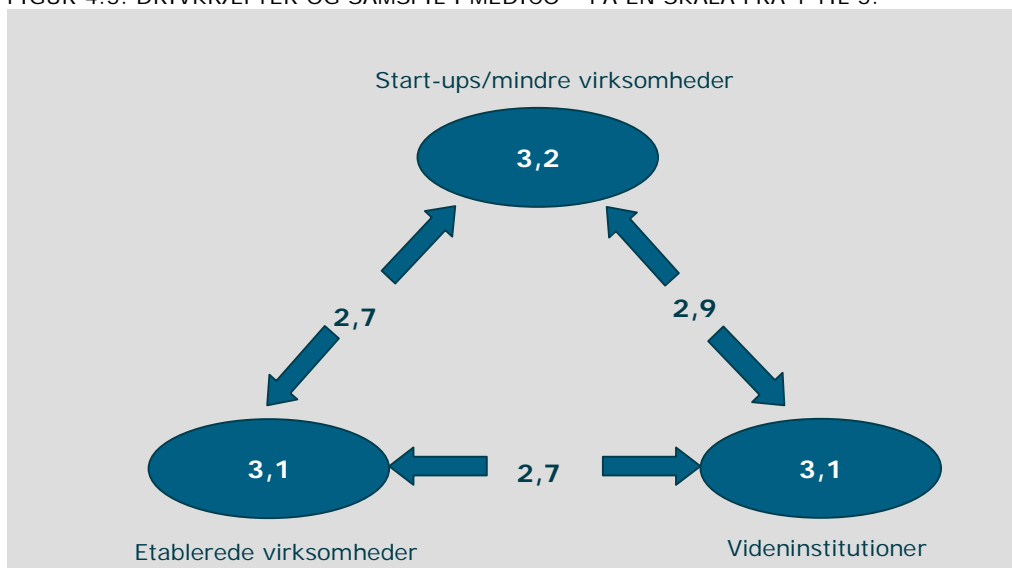 Start-ups/mindre virksomheder
3,2
2,7
2,9
3,1
2,7
3,1
Etablerede virksomheder
Videninstitutioner